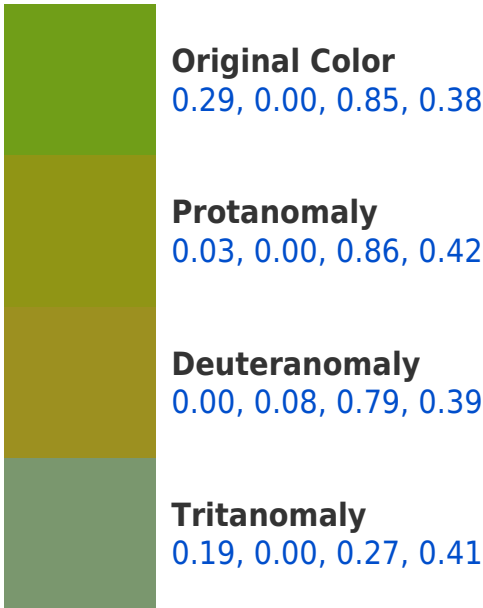 Original Color
0.29, 0.00, 0.85, 0.38
Protanomaly
0.03, 0.00, 0.86, 0.42
Deuteranomaly
0.00, 0.08, 0.79, 0.39
Tritanomaly
0.19, 0.00, 0.27, 0.41